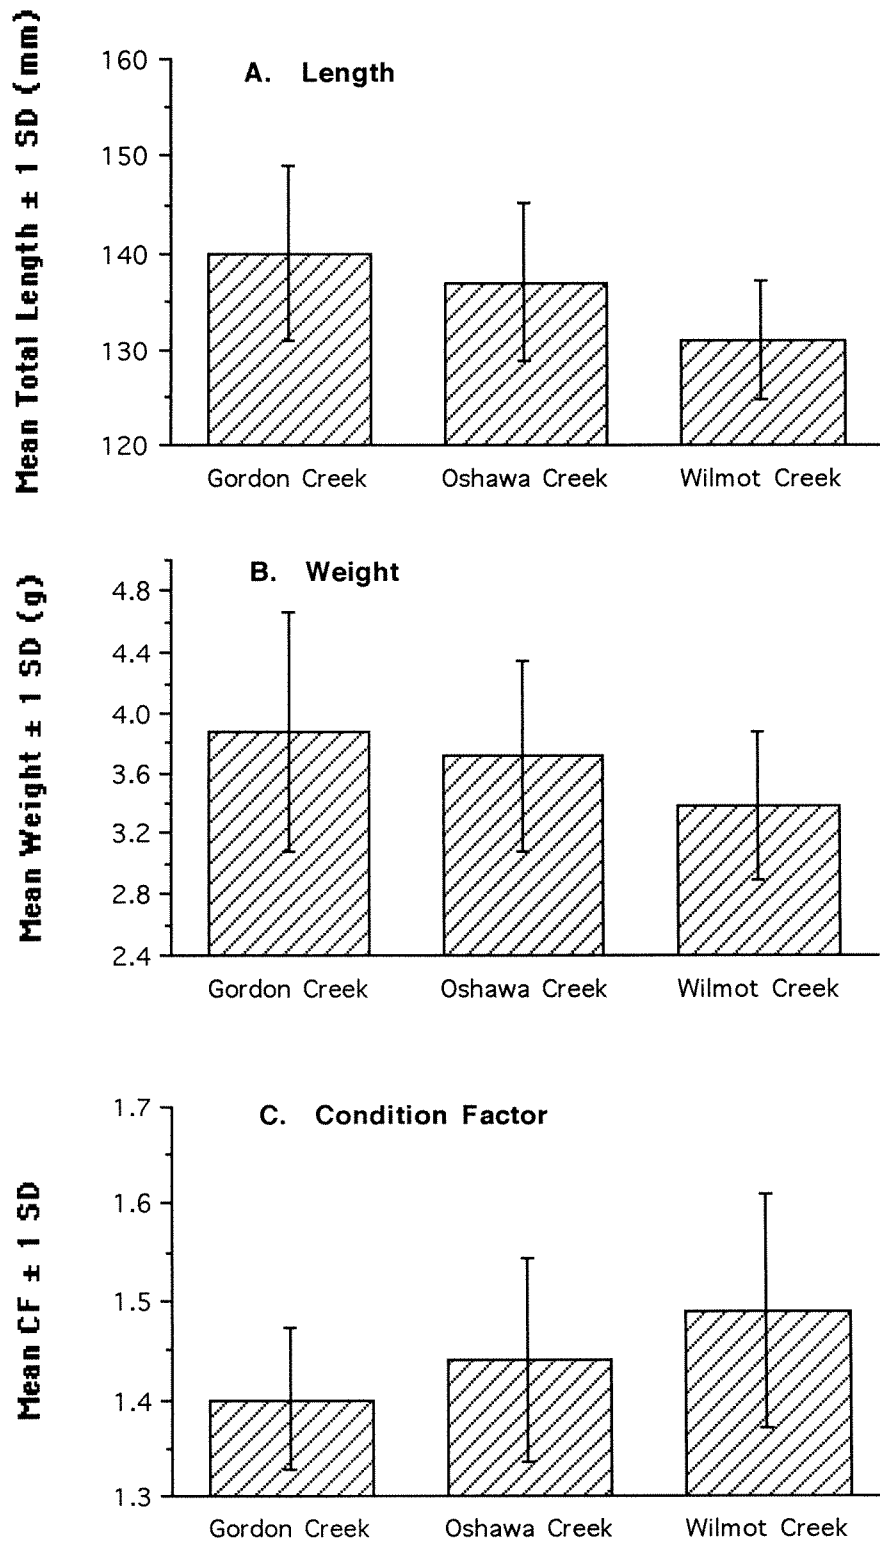 Mean Total Length ± 1 SD (mm)
A. Length
160
150
140
130
120
Gordon Creek Oshawa Creek Wilmot Creek
Mean Weight ± 1 SD (g)
B. Weight
4.8
4.4
4.0
3.6
3.2
2.8
2.4
Gordon Creek Oshawa Creek Wilmot Creek
Mean CF ± 1 SD
C. Condition Factor
1.7
1.6
1.5
1.4
1.3
Gordon Creek Oshawa Creek Wilmot Creek